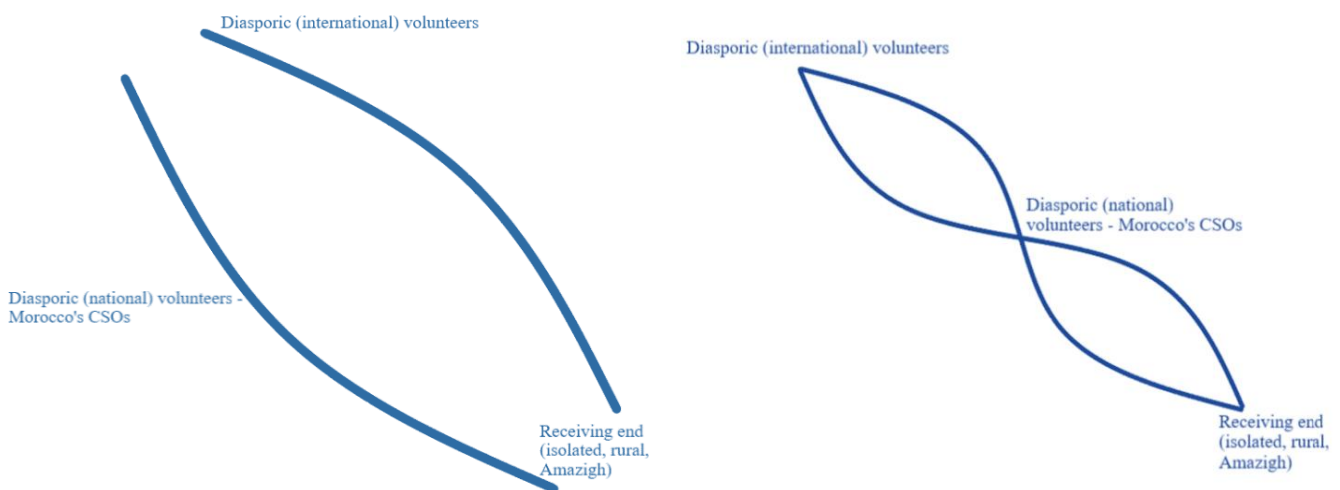 Diasporic (international) volunteers
Diasporic (national) volunteers -
Morocco's CSOs
Receiving end
(isolated, rural,
Amazigh)
Diasporic (international) volunteers
Diasporic (national)
volunteers - Morocco's CSOs
Receiving end
(isolated, rural,
Amazigh)